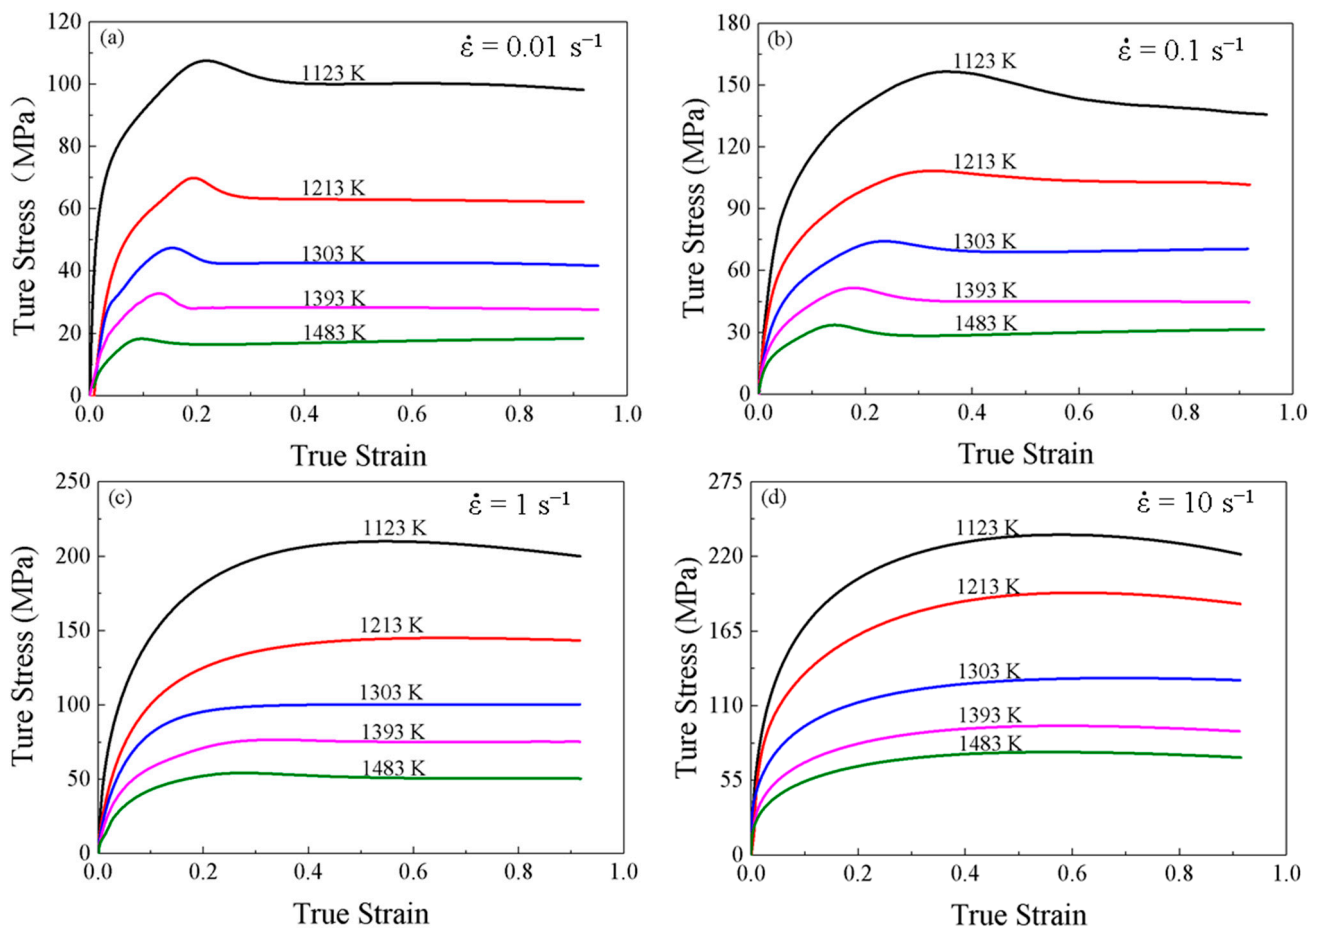 (a)
ε̇ = 0.01 s⁻¹
120
100
80
60
40
20
0
1123 K
1213 K
1303 K
1393 K
1483 K
0.0 0.2 0.4 0.6 0.8 1.0
Ture Stress (MPa)
True Strain
(b)
ε̇ = 0.1 s⁻¹
180
150
120
90
60
30
0
1123 K
1213 K
1303 K
1393 K
1483 K
0.0 0.2 0.4 0.6 0.8 1.0
Ture Stress (MPa)
True Strain
(c)
ε̇ = 1 s⁻¹
250
200
150
100
50
0
1123 K
1213 K
1303 K
1393 K
1483 K
0.0 0.2 0.4 0.6 0.8 1.0
Ture Stress (MPa)
True Strain
(d)
ε̇ = 10 s⁻¹
275
220
165
110
55
0
1123 K
1213 K
1303 K
1393 K
1483 K
0.0 0.2 0.4 0.6 0.8 1.0
Ture Stress (MPa)
True Strain